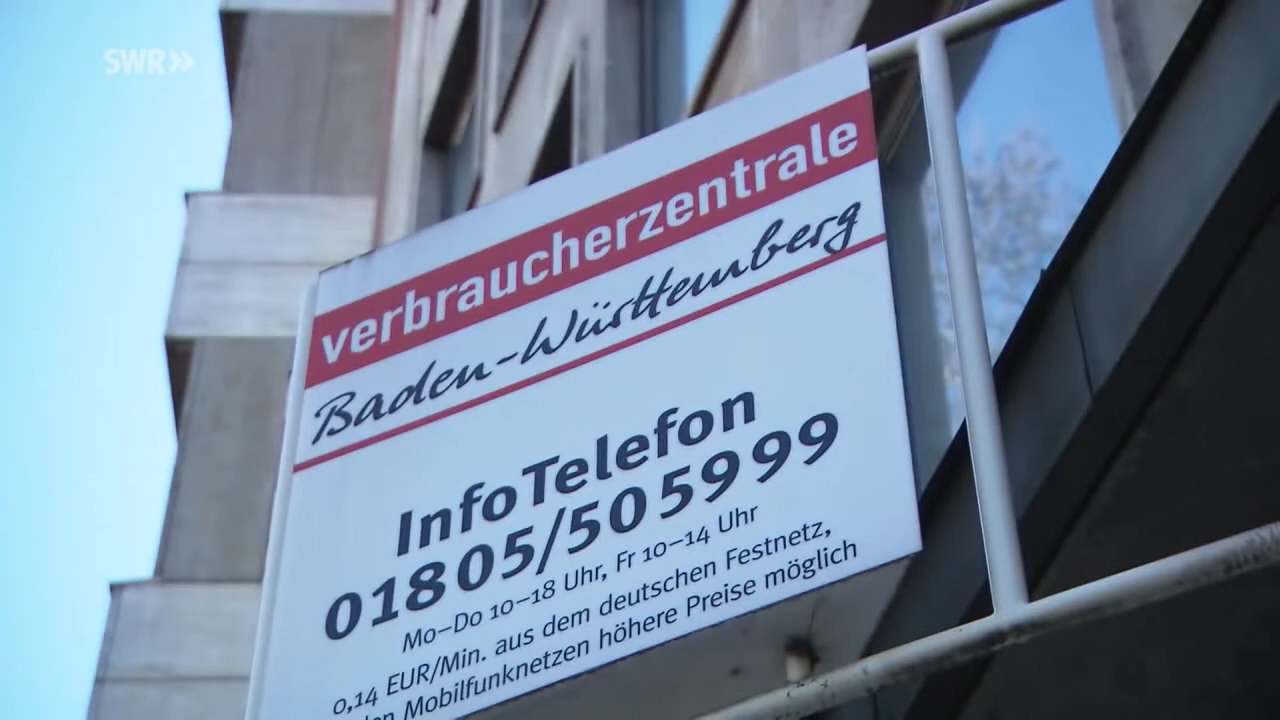 SWR»
verbraucherzentrale
Baden-Württemberg
InfoTelefon
01805/505999
Mo–Do 10–18 Uhr, Fr 10–14 Uhr
0,14 EUR/Min. aus dem deutschen Festnetz,
Mobilfunknetzen höhere Preise möglich